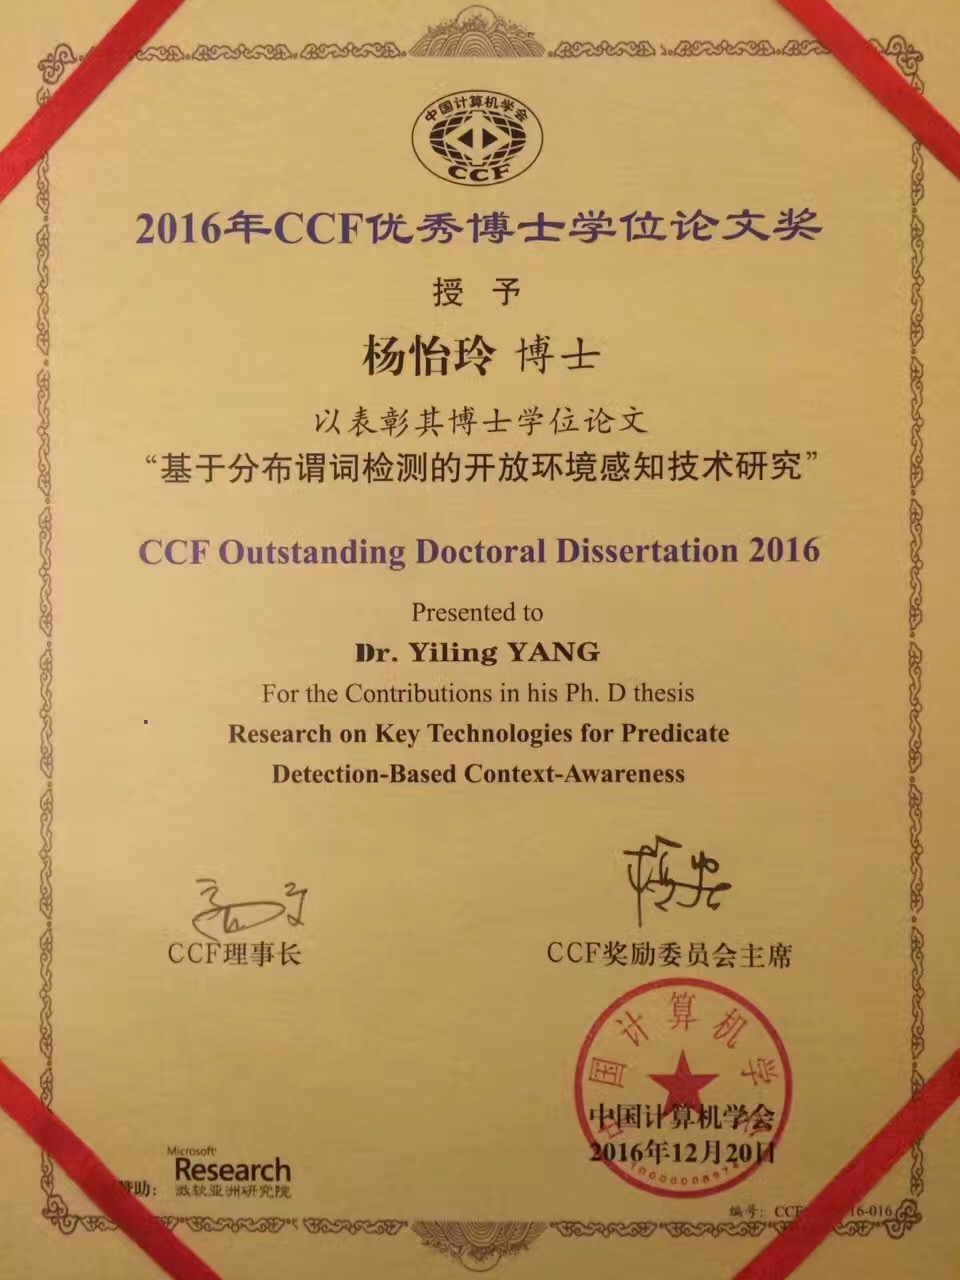 中国计算机学会
CCF
2016年CCF优秀博士学位论文奖
授 予
杨怡玲 博士
以表彰其博士学位论文
“基于分布谓词检测的开放环境感知技术研究”
CCF Outstanding Doctoral Dissertation 2016
Presented to
Dr. Yiling YANG
For the Contributions in his Ph. D thesis
Research on Key Technologies for Predicate
Detection-Based Context-Awareness
CCF理事长
CCF奖励委员会主席
国计算机学
中国计算机学会
2016年12月20日
赞助：
Microsoft
Research
微软亚洲研究院
编号：CCF 16-016